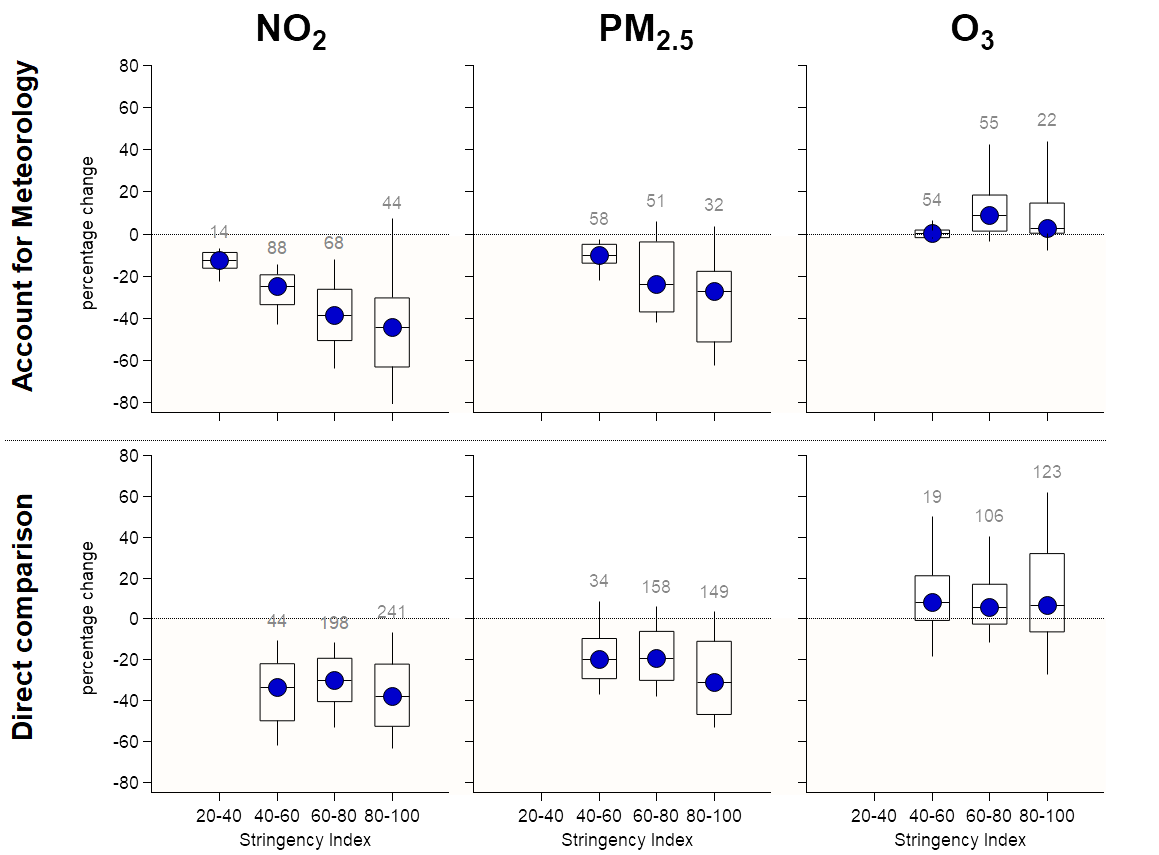 NO2 PM2.5 O3
Account for Meteorology
percentage change
80
60
40
20
0
-20
-40
-60
-80
14 88 68 44
58 51 32
54 55 22
Direct comparison
percentage change
80
60
40
20
0
-20
-40
-60
-80
44 198 241
34 158 149
19 106 123
20-40 40-60 60-80 80-100 20-40 40-60 60-80 80-100 20-40 40-60 60-80 80-100
Stringency Index Stringency Index Stringency Index